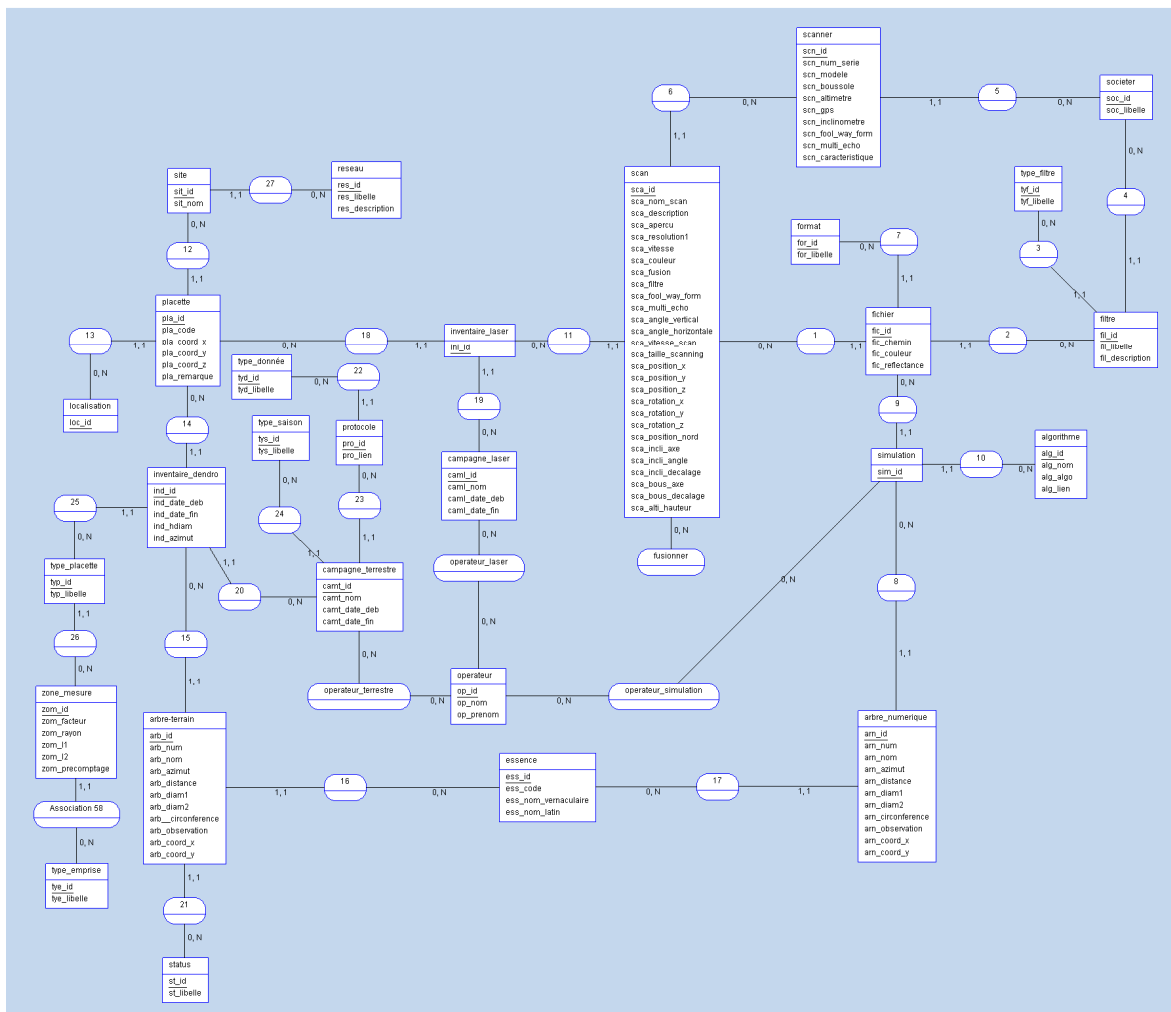 scanner
scn_id
scn_num_serie
scn_modele
scn_boussole
scn_altimetre
scn_gps
scn_inclinometre
scn_fool_way_form
scn_multi_echo
scn_caracteristique
6
0, N
1, 1
5
0, N
societer
soc_id
soc_libelle
1, 1
0, N
site
sit_id
sit_nom
1, 1
27
0, N
reseau
res_id
res_libelle
res_description
scan
sca_id
sca_nom_scan
sca_description
sca_apercu
sca_resolution1
sca_vitesse
sca_couleur
sca_fusion
sca_filtre
sca_fool_way_form
sca_multi_echo
sca_angle_vertical
sca_angle_horizontale
sca_vitesse_scan
sca_taille_scanning
sca_position_x
sca_position_y
sca_position_z
sca_rotation_x
sca_rotation_y
sca_rotation_z
sca_position_nord
sca_incli_axe
sca_incli_angle
sca_incli_decalage
sca_bous_axe
sca_bous_decalage
sca_alti_hauteur
type_filtre
tyf_id
tyf_libelle
4
0, N
3
1, 1
1, 1
format
for_id
for_libelle
0, N
7
1, 1
0, N
12
1, 1
placette
pla_id
pla_code
pla_coord_x
pla_coord_y
pla_coord_z
pla_remarque
13
1, 1
0, N
localisation
loc_id
0, N
18
1, 1
inventaire_laser
inl_id
0, N
11
1, 1
0, N
1
1, 1
fichier
fic_id
fic_chemin
fic_couleur
fic_reflectance
1, 1
2
0, N
filtre
fil_id
fil_libelle
fil_description
type_donnée
tyd_id
tyd_libelle
0, N
22
1, 1
1, 1
19
0, N
0, N
9
1, 1
0, N
14
1, 1
type_saison
tys_id
tys_libelle
protocole
pro_id
pro_lien
campagne_laser
caml_id
caml_nom
caml_date_deb
caml_date_fin
simulation
sim_id
1, 1
10
0, N
algorithme
alg_id
alg_nom
alg_algo
alg_lien
inventaire_dendro
ind_id
ind_date_deb
ind_date_fin
ind_hdiam
ind_azimut
25
1, 1
0, N
0, N
24
1, 1
0, N
23
1, 1
0, N
operateur_laser
0, N
fusionner
0, N
type_placette
typ_id
typ_libelle
1, 1
20
0, N
campagne_terrestre
camt_id
camt_nom
camt_date_deb
camt_date_fin
0, N
8
1, 1
0, N
1, 1
26
0, N
0, N
15
1, 1
0, N
operateur_terrestre
0, N
0, N
operateur
op_id
op_nom
op_prenom
0, N
operateur_simulation
zone_mesure
zom_id
zom_facteur
zom_rayon
zom_l1
zom_l2
zom_precomptage
arbre-terrain
arb_id
arb_num
arb_nom
arb_azimut
arb_distance
arb_diam1
arb_diam2
arb__circonference
arb_observation
arb_coord_x
arb_coord_y
arbre_numerique
arn_id
arn_num
arn_nom
arn_azimut
arn_distance
arn_diam1
arn_diam2
arn_circonference
arn_observation
arn_coord_x
arn_coord_y
1, 1
16
0, N
essence
ess_id
ess_code
ess_nom_vernaculaire
ess_nom_latin
0, N
17
1, 1
1, 1
Association 58
0, N
type_emprise
tye_id
tye_libelle
1, 1
21
0, N
status
st_id
st_libelle